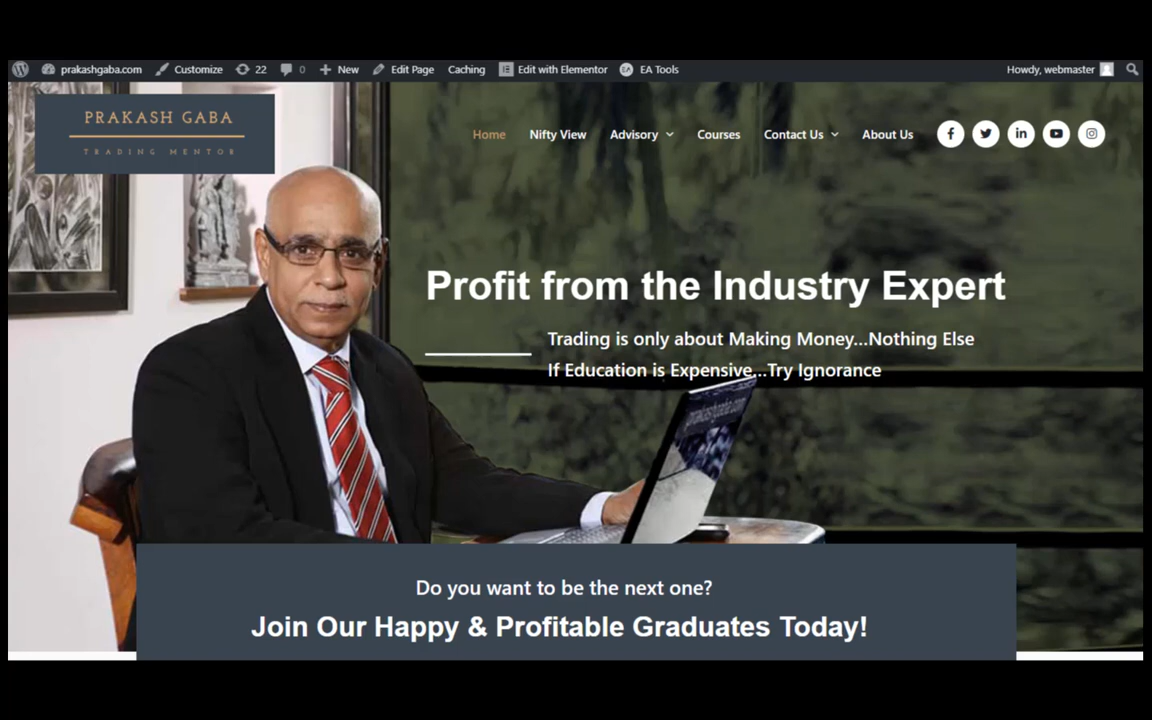 prakashgaba.com Customize 22 0 New Edit Page Caching Edit with Elementor EA Tools Howdy, webmaster
PRAKASH GABA
TRADING MENTOR
Home Nifty View Advisory Courses Contact Us About Us
Profit from the Industry Expert
Trading is only about Making Money...Nothing Else
If Education is Expensive...Try Ignorance
prakashgaba.com
Do you want to be the next one?
Join Our Happy & Profitable Graduates Today!